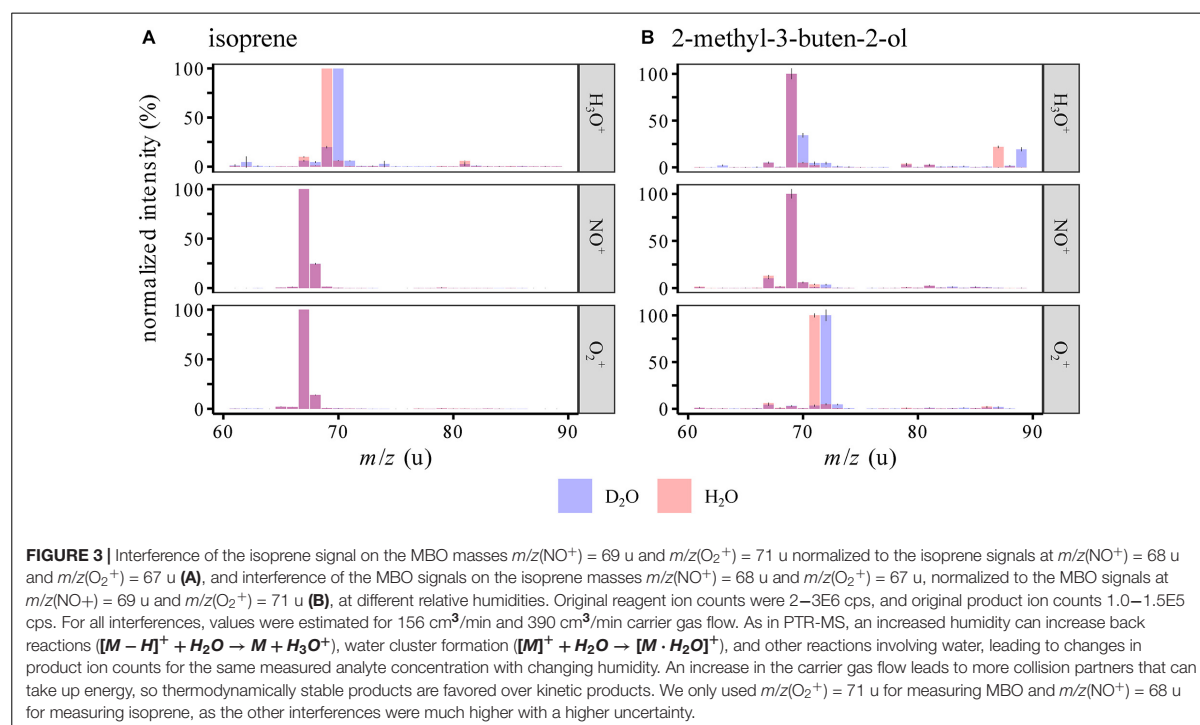 A isoprene
B 2-methyl-3-buten-2-ol
normalized intensity (%)
100
50
0
H₃O⁺
100
50
0
NO⁺
100
50
0
O₂⁺
60 70 80 90
m/z (u)
100
50
0
H₃O⁺
100
50
0
NO⁺
100
50
0
O₂⁺
60 70 80 90
m/z (u)
D₂O H₂O
FIGURE 3 | Interference of the isoprene signal on the MBO masses m/z(NO⁺) = 69 u and m/z(O₂⁺) = 71 u normalized to the isoprene signals at m/z(NO⁺) = 68 u
and m/z(O₂⁺) = 67 u (A), and interference of the MBO signals on the isoprene masses m/z(NO⁺) = 68 u and m/z(O₂⁺) = 67 u, normalized to the MBO signals at
m/z(NO+) = 69 u and m/z(O₂⁺) = 71 u (B), at different relative humidities. Original reagent ion counts were 2–3E6 cps, and original product ion counts 1.0–1.5E5
cps. For all interferences, values were estimated for 156 cm³/min and 390 cm³/min carrier gas flow. As in PTR-MS, an increased humidity can increase back
reactions ([M − H]⁺ + H₂O → M + H₃O⁺), water cluster formation ([M]⁺ + H₂O → [M · H₂O]⁺), and other reactions involving water, leading to changes in
product ion counts for the same measured analyte concentration with changing humidity. An increase in the carrier gas flow leads to more collision partners that can
take up energy, so thermodynamically stable products are favored over kinetic products. We only used m/z(O₂⁺) = 71 u for measuring MBO and m/z(NO⁺) = 68 u
for measuring isoprene, as the other interferences were much higher with a higher uncertainty.